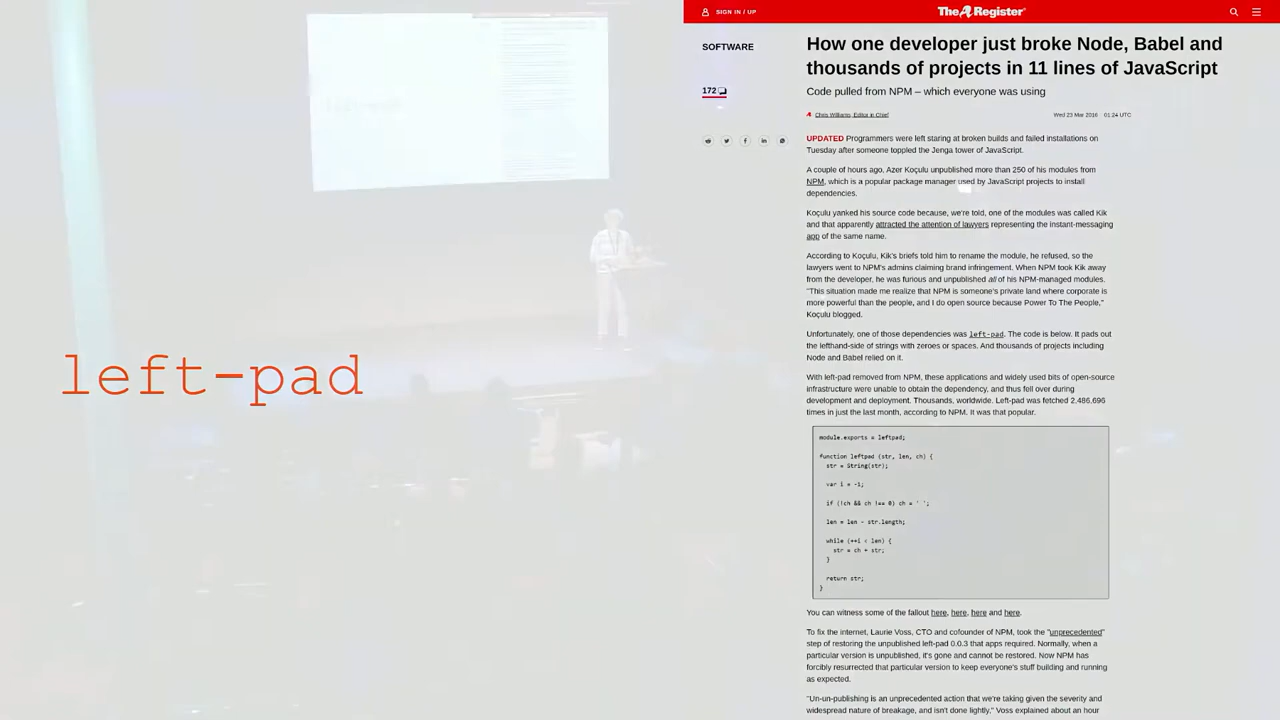 left-pad
SIGN IN / UP
The Register
SOFTWARE
172
How one developer just broke Node, Babel and
thousands of projects in 11 lines of JavaScript
Code pulled from NPM – which everyone was using
Chris Williams, Editor in Chief
Wed 23 Mar 2016 01:24 UTC
UPDATED Programmers were left staring at broken builds and failed installations on
Tuesday after someone toppled the Jenga tower of JavaScript.
A couple of hours ago, Azer Koçulu unpublished more than 250 of his modules from
NPM, which is a popular package manager used by JavaScript projects to install
dependencies.
Koçulu yanked his source code because, we're told, one of the modules was called Kik
and that apparently attracted the attention of lawyers representing the instant-messaging
app of the same name.
According to Koçulu, Kik's briefs told him to rename the module, he refused, so the
lawyers went to NPM's admins claiming brand infringement. When NPM took Kik away
from the developer, he was furious and unpublished all of his NPM-managed modules.
"This situation made me realize that NPM is someone's private land where corporate is
more powerful than the people, and I do open source because Power To The People,"
Koçulu blogged.
Unfortunately, one of those dependencies was left-pad. The code is below. It pads out
the lefthand-side of strings with zeroes or spaces. And thousands of projects including
Node and Babel relied on it.
With left-pad removed from NPM, these applications and widely used bits of open-source
infrastructure were unable to obtain the dependency, and thus fell over during
development and deployment. Thousands, worldwide. Left-pad was fetched 2,486,696
times in just the last month, according to NPM. It was that popular.
module.exports = leftpad;
function leftpad (str, len, ch) {
str = String(str);
var i = -1;
if (!ch && ch !== 0) ch = ' ';
len = len - str.length;
while (++i < len) {
str = ch + str;
}
return str;
}
You can witness some of the fallout here, here, here and here.
To fix the internet, Laurie Voss, CTO and cofounder of NPM, took the "unprecedented"
step of restoring the unpublished left-pad 0.0.3 that apps required. Normally, when a
particular version is unpublished, it's gone and cannot be restored. Now NPM has
forcibly resurrected that particular version to keep everyone's stuff building and running
as expected.
"Un-un-publishing is an unprecedented action that we're taking given the severity and
widespread nature of breakage, and isn't done lightly," Voss explained about an hour